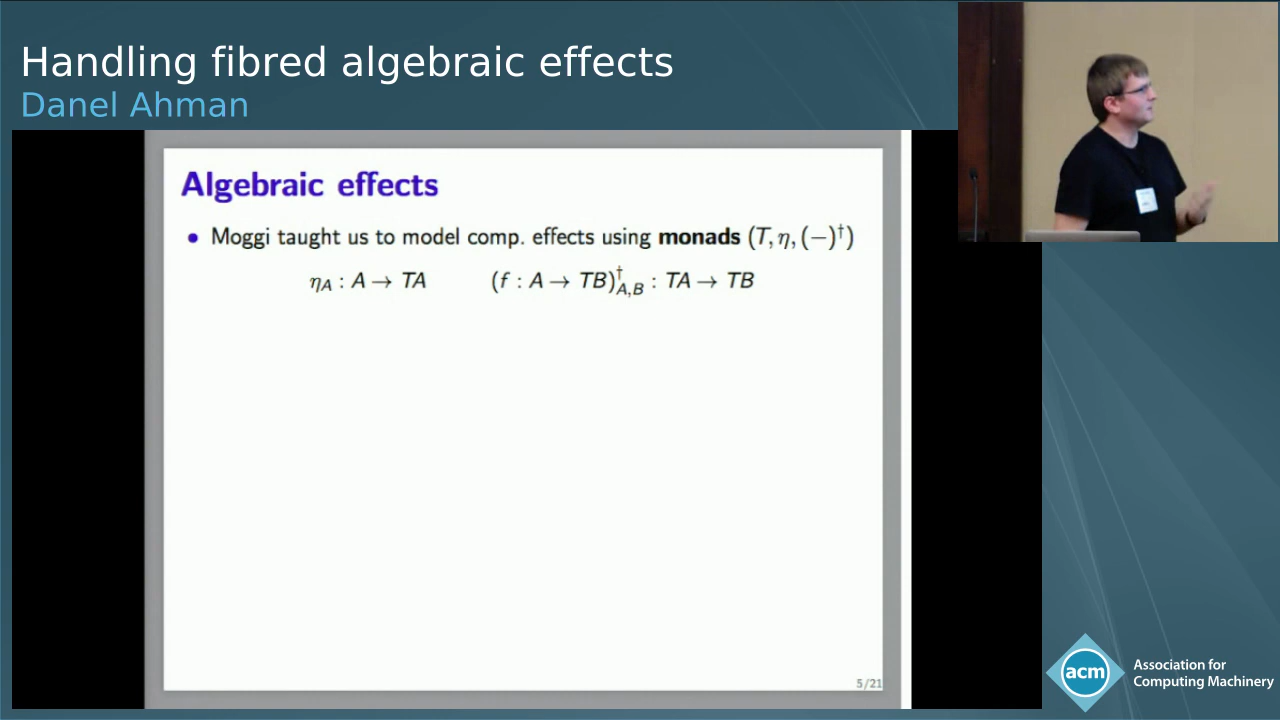 Handling fibred algebraic effects
Danel Ahman
Algebraic effects
• Moggi taught us to model comp. effects using monads (T, η, (−)†)
ηA : A → TA (f : A → TB)†A,B : TA → TB
5/21
acm
Association for
Computing Machinery